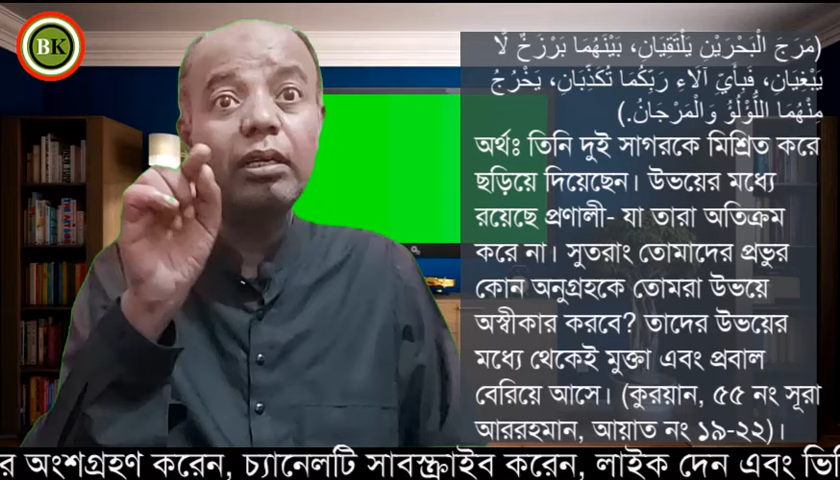 BK
(مَرَجَ الْبَحْرَيْنِ يَلْتَقِيَانِ، بَيْنَهُمَا بَرْزَخٌ لَّا
يَبْغِيَانِ، فَبِأَيِّ آلَاءِ رَبِّكُمَا تُكَذِّبَانِ، يَخْرُجُ
مِنْهُمَا اللُّؤْلُؤُ وَالْمَرْجَانُ.)
অর্থঃ তিনি দুই সাগরকে মিশ্রিত করে
ছড়িয়ে দিয়েছেন। উভয়ের মধ্যে
রয়েছে প্রণালী- যা তারা অতিক্রম
করে না। সুতরাং তোমাদের প্রভুর
কোন অনুগ্রহকে তোমরা উভয়ে
অস্বীকার করবে? তাদের উভয়ের
মধ্যে থেকেই মুক্তা এবং প্রবাল
বেরিয়ে আসে। (কুরয়ান, ৫৫ নং সূরা
আররহমান, আয়াত নং ১৯-২২)।
র অংশগ্রহণ করেন, চ্যানেলটি সাবস্ক্রাইব করেন, লাইক দেন এবং ভি